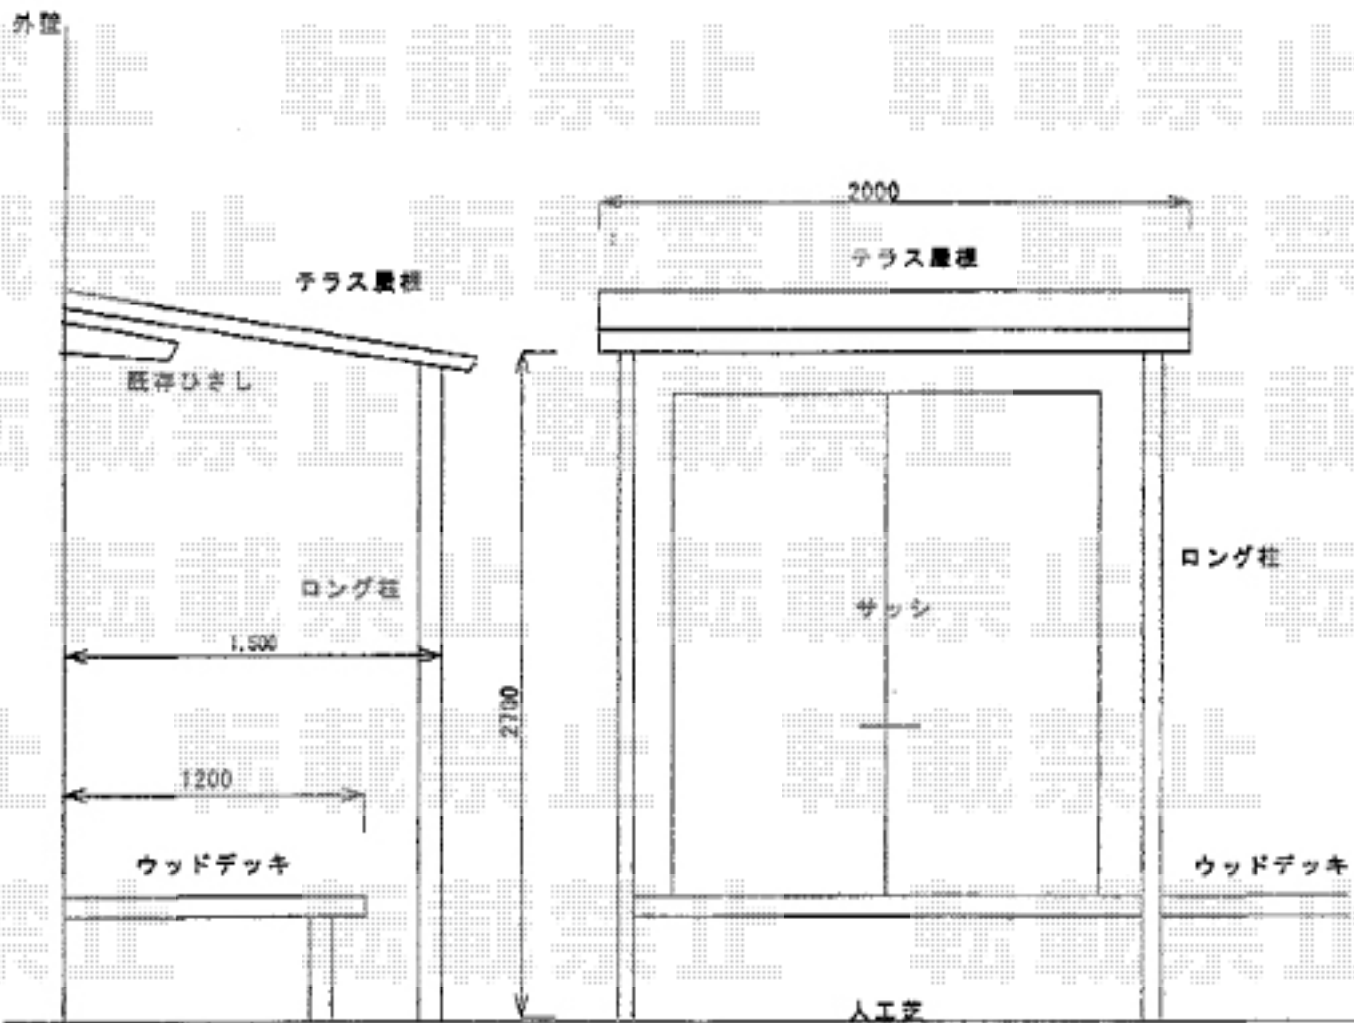 外壁
テラス屋根
既存ひさし
ロング柱
1,500
1200
ウッドデッキ
2700
2000
テラス屋根
サッシ
ロング柱
ウッドデッキ
人工芝
転載禁止